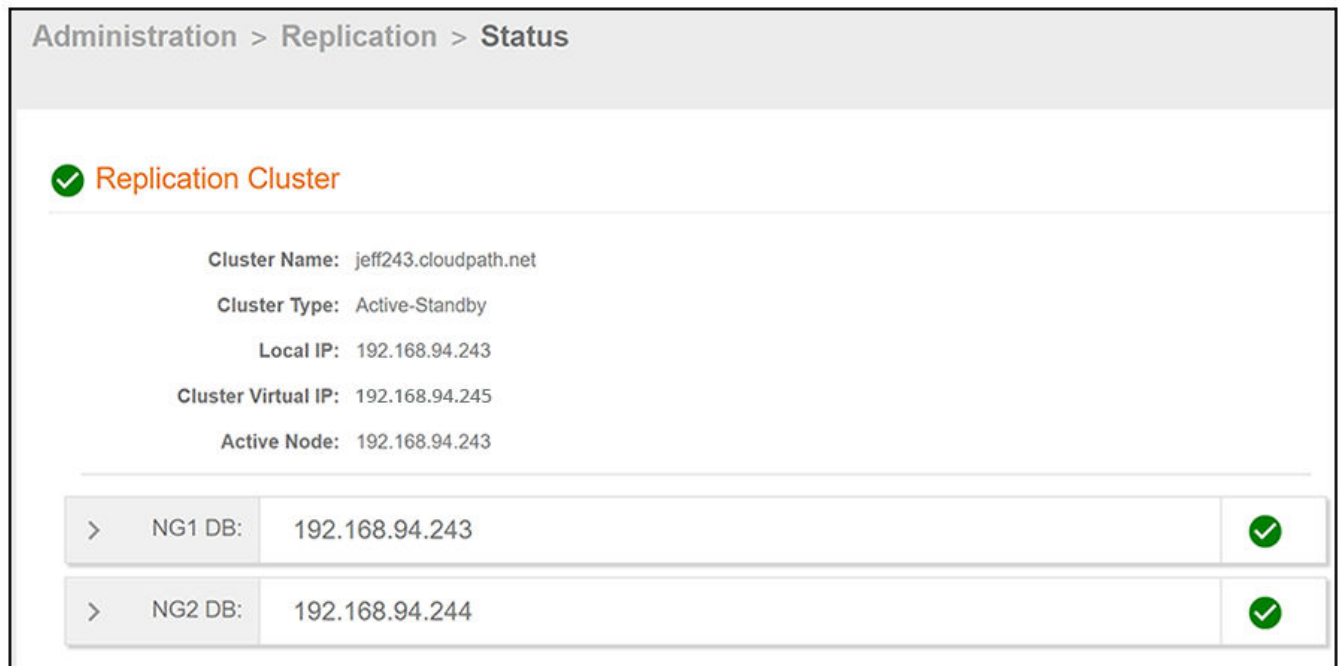 Administration > Replication > Status
Replication Cluster
Cluster Name: jeff243.cloudpath.net
Cluster Type: Active-Standby
Local IP: 192.168.94.243
Cluster Virtual IP: 192.168.94.245
Active Node: 192.168.94.243
> NG1 DB: 192.168.94.243
> NG2 DB: 192.168.94.244